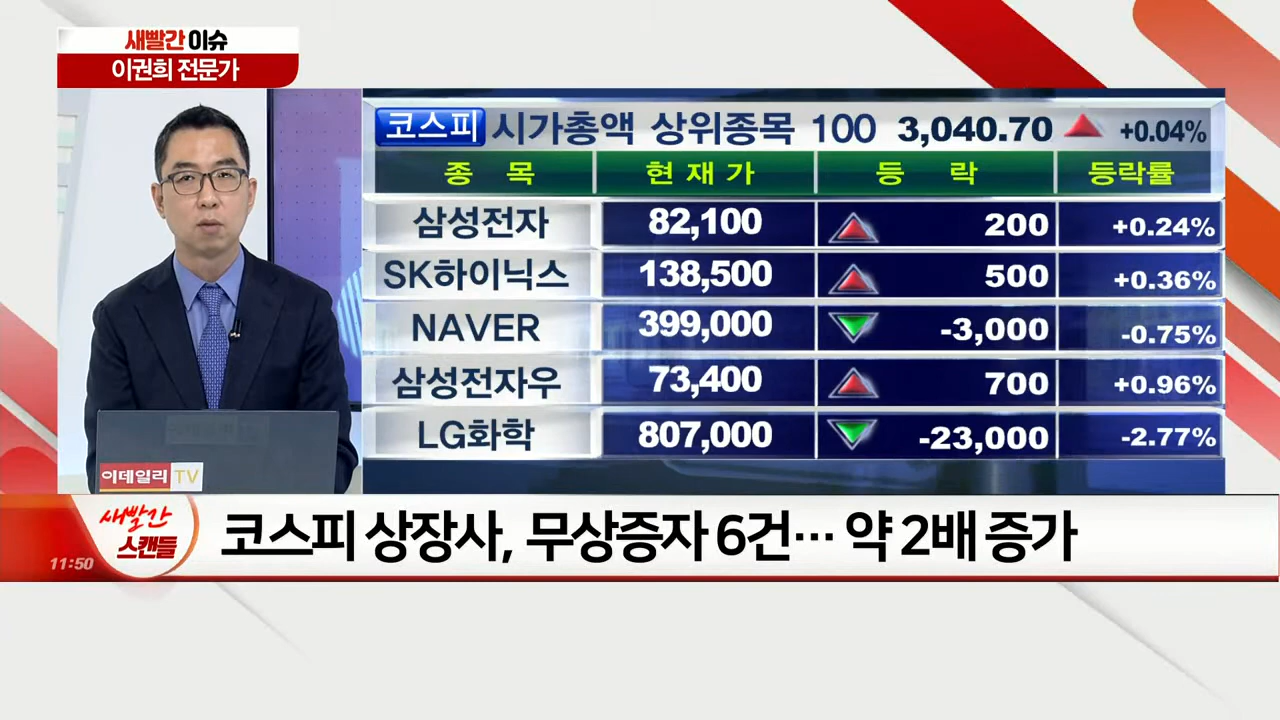 새빨간 이슈
이권희 전문가
코스피 시가총액 상위종목 100 3,040.70 ▲ +0.04%
종 목 현 재 가 등 락 등락률
삼성전자 82,100 ▲ 200 +0.24%
SK하이닉스 138,500 ▲ 500 +0.36%
NAVER 399,000 ▼ -3,000 -0.75%
삼성전자우 73,400 ▲ 700 +0.96%
LG화학 807,000 ▼ -23,000 -2.77%
이데일리 TV
새빨간
스캔들
11:50
코스피 상장사, 무상증자 6건… 약 2배 증가